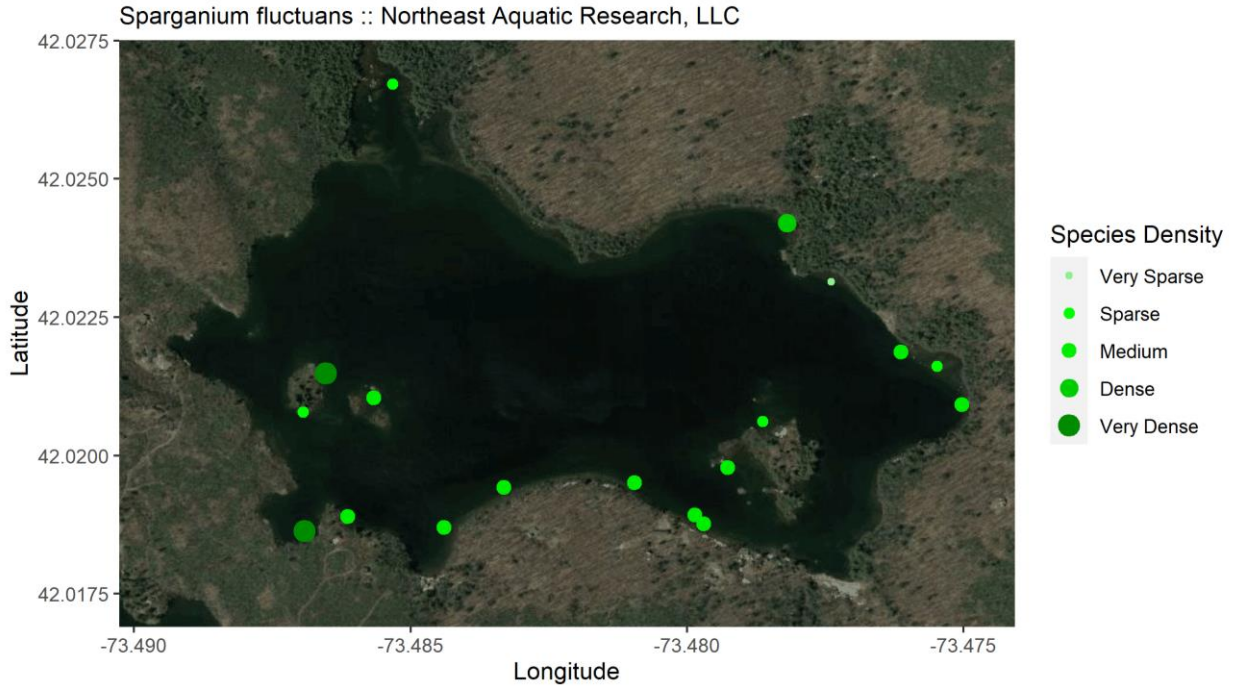 Sparganium fluctuans :: Northeast Aquatic Research, LLC
42.0275
42.0250
42.0225
42.0200
42.0175
Latitude
-73.490
-73.485
-73.480
-73.475
Longitude
Species Density
Very Sparse
Sparse
Medium
Dense
Very Dense